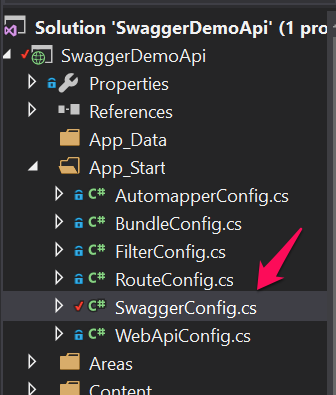 Solution 'SwaggerDemoApi' (1 pro
SwaggerDemoApi
Properties
References
App_Data
App_Start
C# AutomapperConfig.cs
C# BundleConfig.cs
C# FilterConfig.cs
C# RouteConfig.cs
C# SwaggerConfig.cs
C# WebApiConfig.cs
Areas
Content